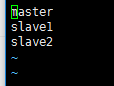 master
slave1
slave2
~
~